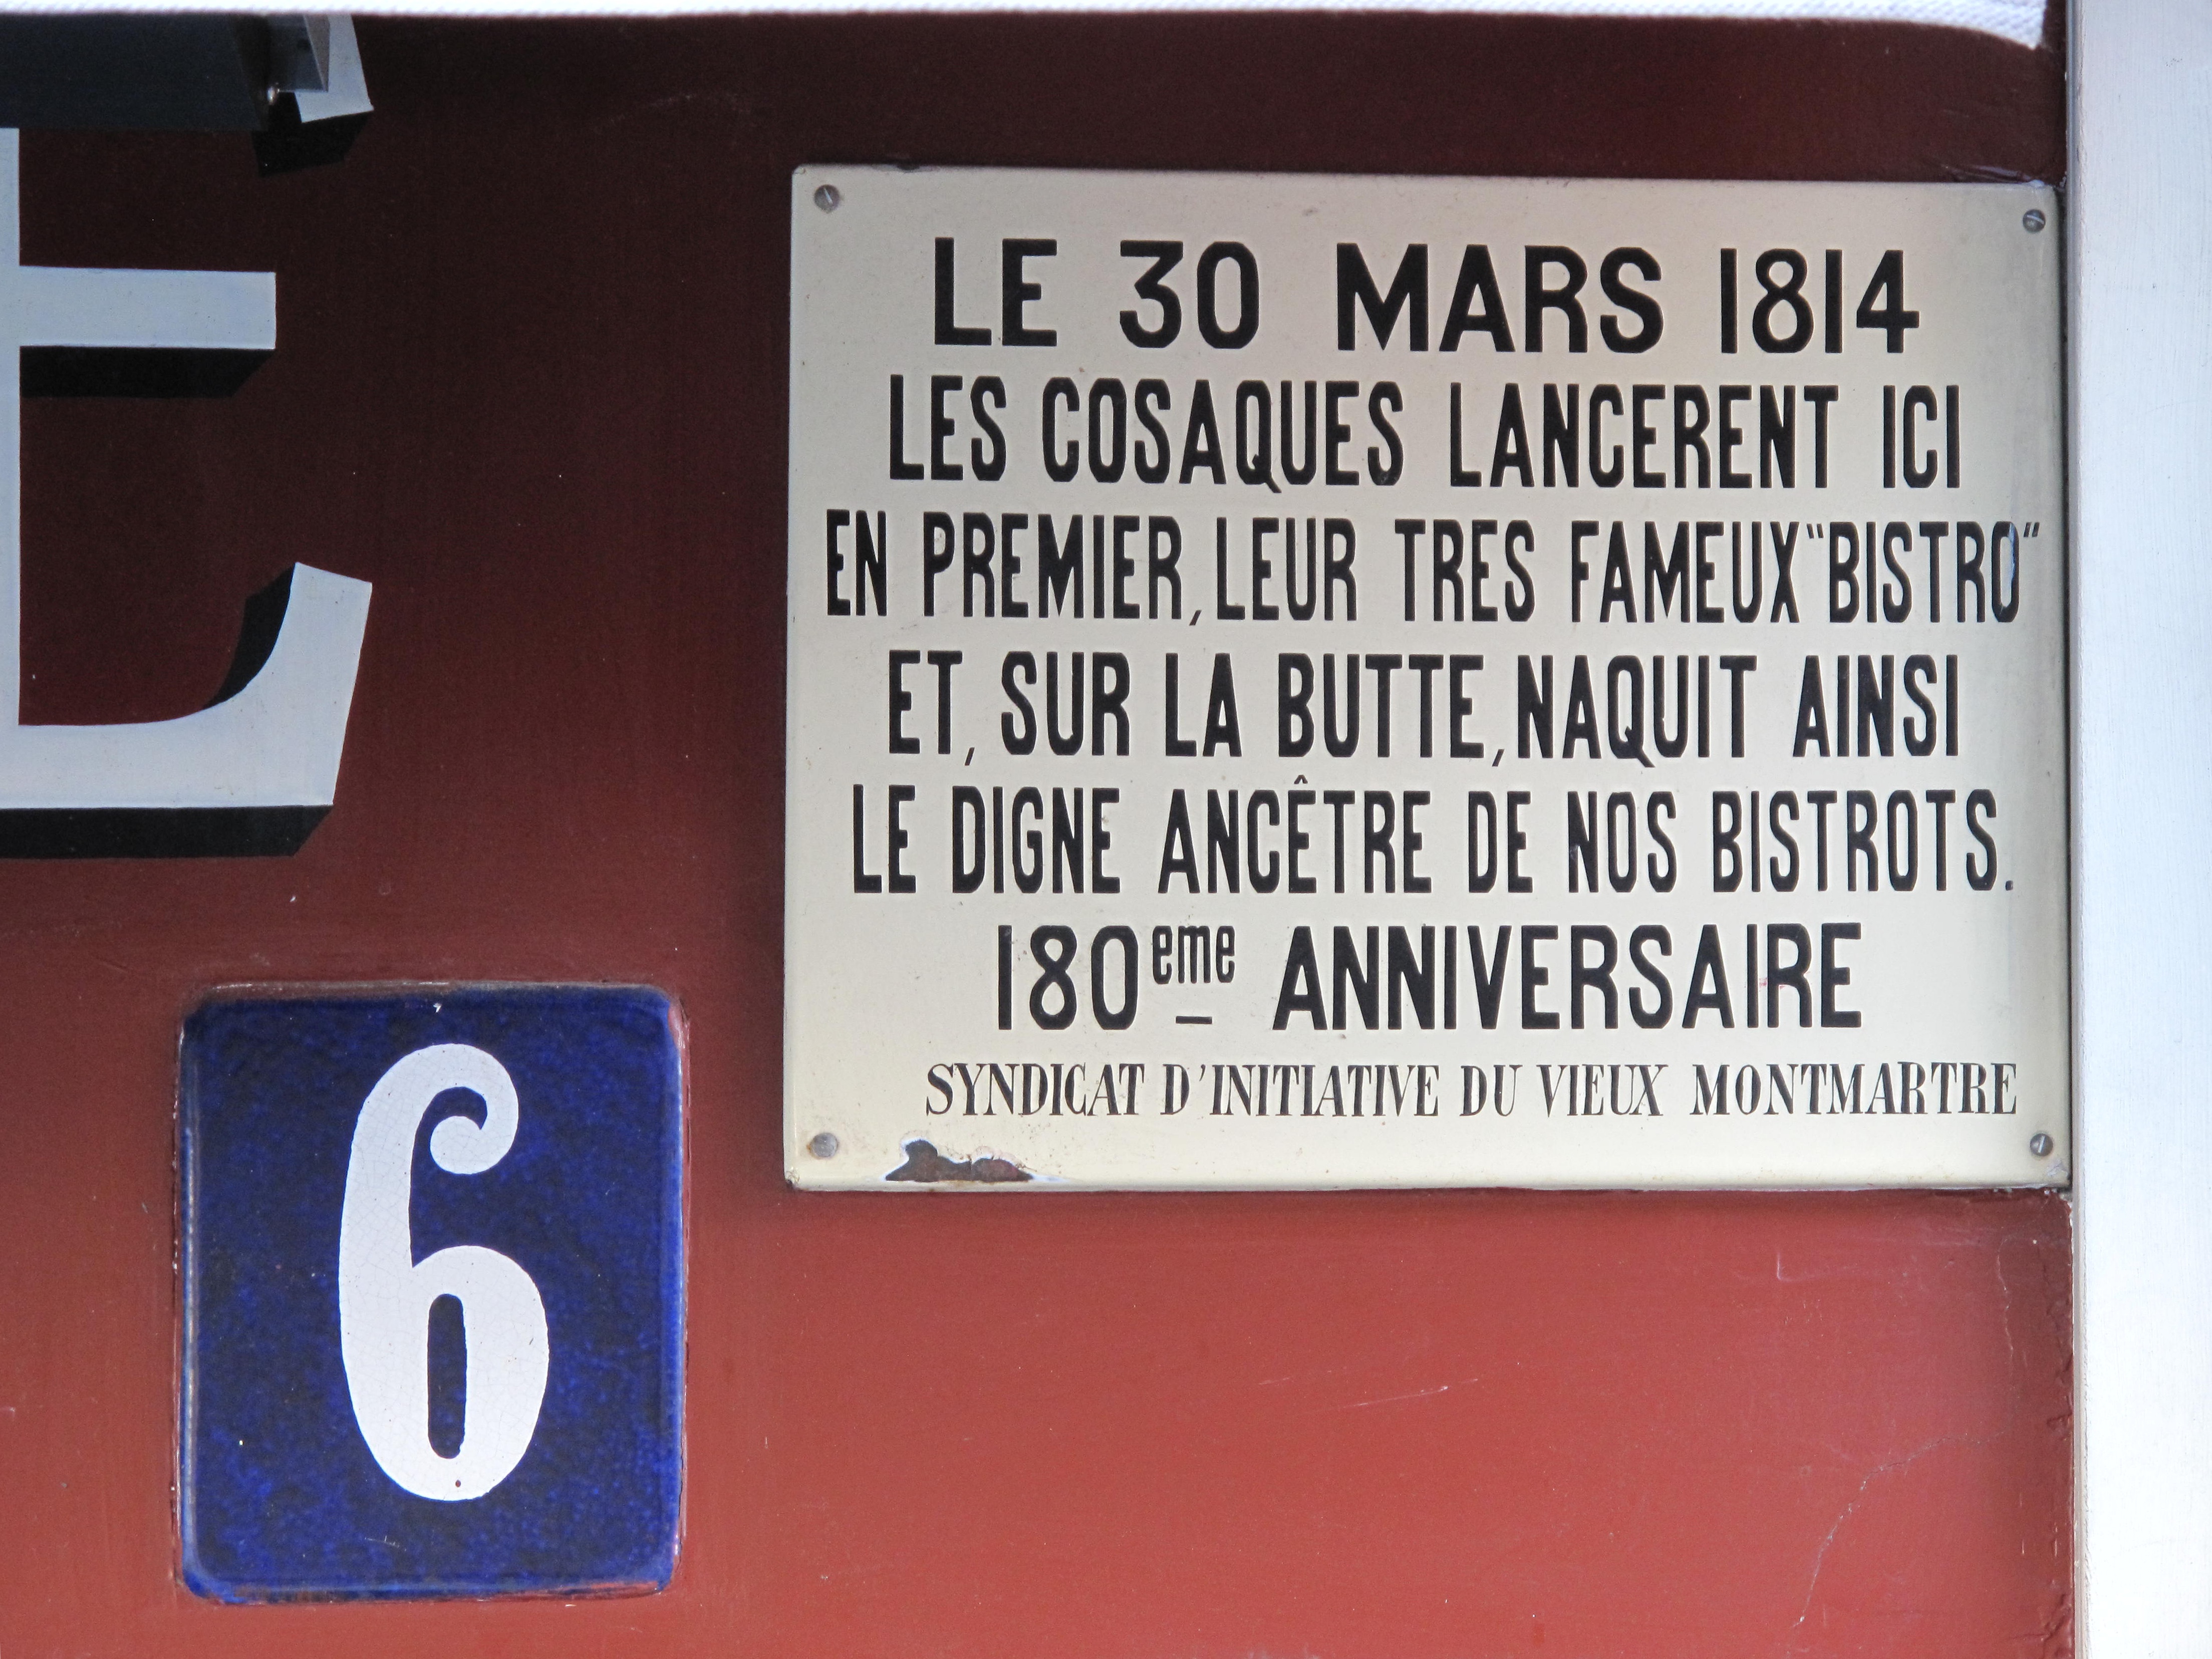 E
LE 30 MARS 1814
LES COSAQUES LANCERENT ICI
EN PREMIER, LEUR TRES FAMEUX "BISTRO"
ET, SUR LA BUTTE, NAQUIT AINSI
LE DIGNE ANCÊTRE DE NOS BISTROTS.
180eme ANNIVERSAIRE
SYNDICAT D'INITIATIVE DU VIEUX MONTMARTRE
6